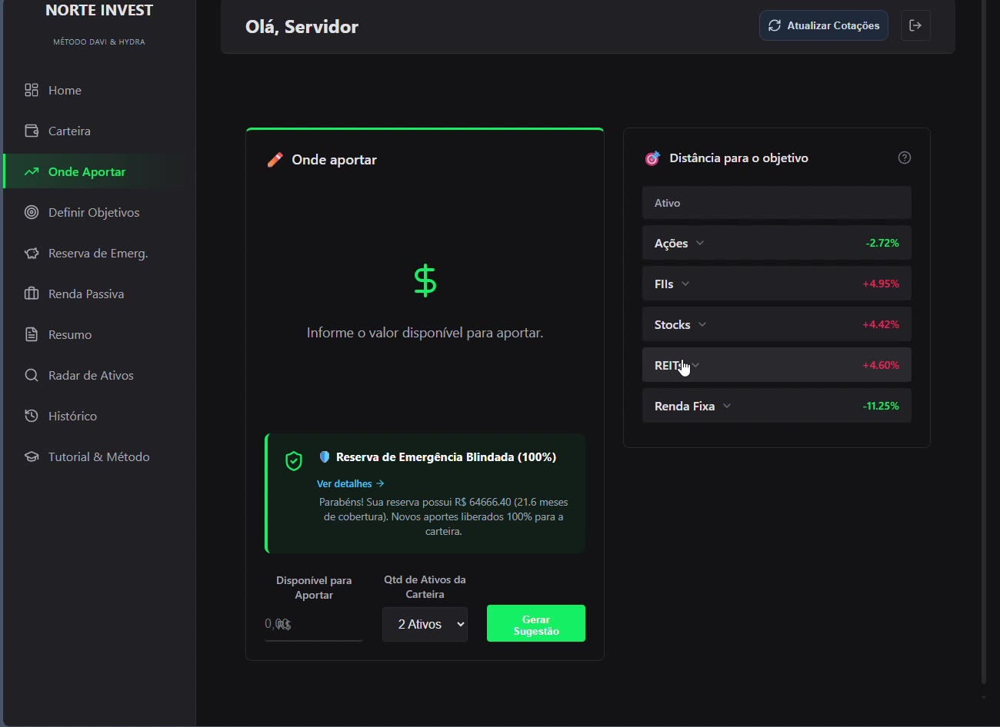 NORTE INVEST
MÉTODO DAVI & HYDRA
Home
Carteira
Onde Aportar
Definir Objetivos
Reserva de Emerg.
Renda Passiva
Resumo
Radar de Ativos
Histórico
Tutorial & Método
Olá, Servidor
Atualizar Cotações
Onde aportar
$
Informe o valor disponível para aportar.
Reserva de Emergência Blindada (100%)
Ver detalhes →
Parabéns! Sua reserva possui R$ 64666.40 (21.6 meses
de cobertura). Novos aportes liberados 100% para a
carteira.
Disponível para
Aportar
R$ 0,00
Qtd de Ativos da
Carteira
2 Ativos
Gerar
Sugestão
Distância para o objetivo
?
Ativo
Ações -2.72%
FIIs +4.95%
Stocks +4.42%
REITs +4.60%
Renda Fixa -11.25%